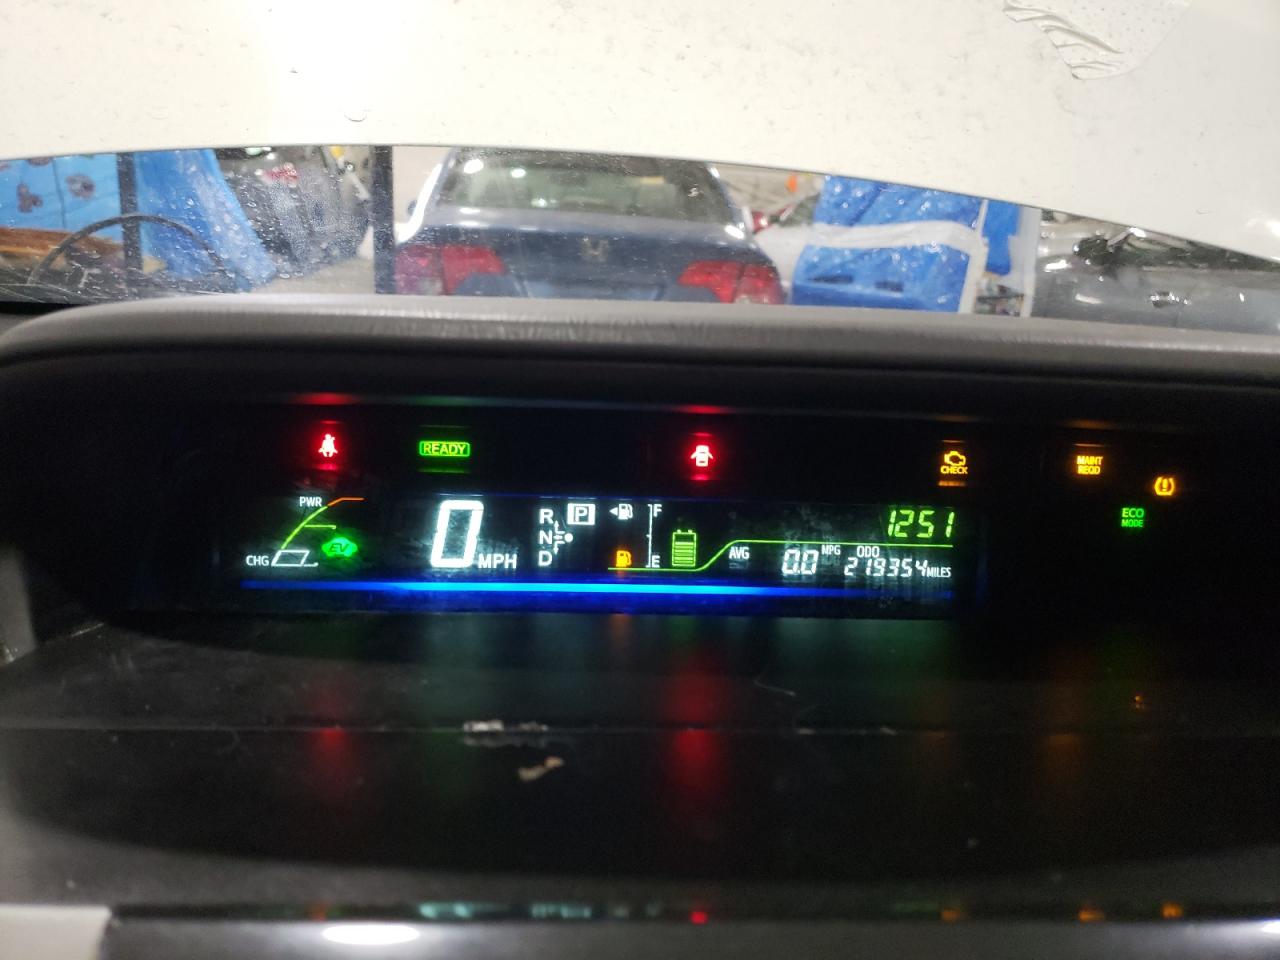 READY
CHECK
MAINT
REQD
ECO
MODE
PWR
CHG
EV
0 MPH
R
N
D
P
F
E
1251
AVG 0.0 MPG
ODO
219354 MILES